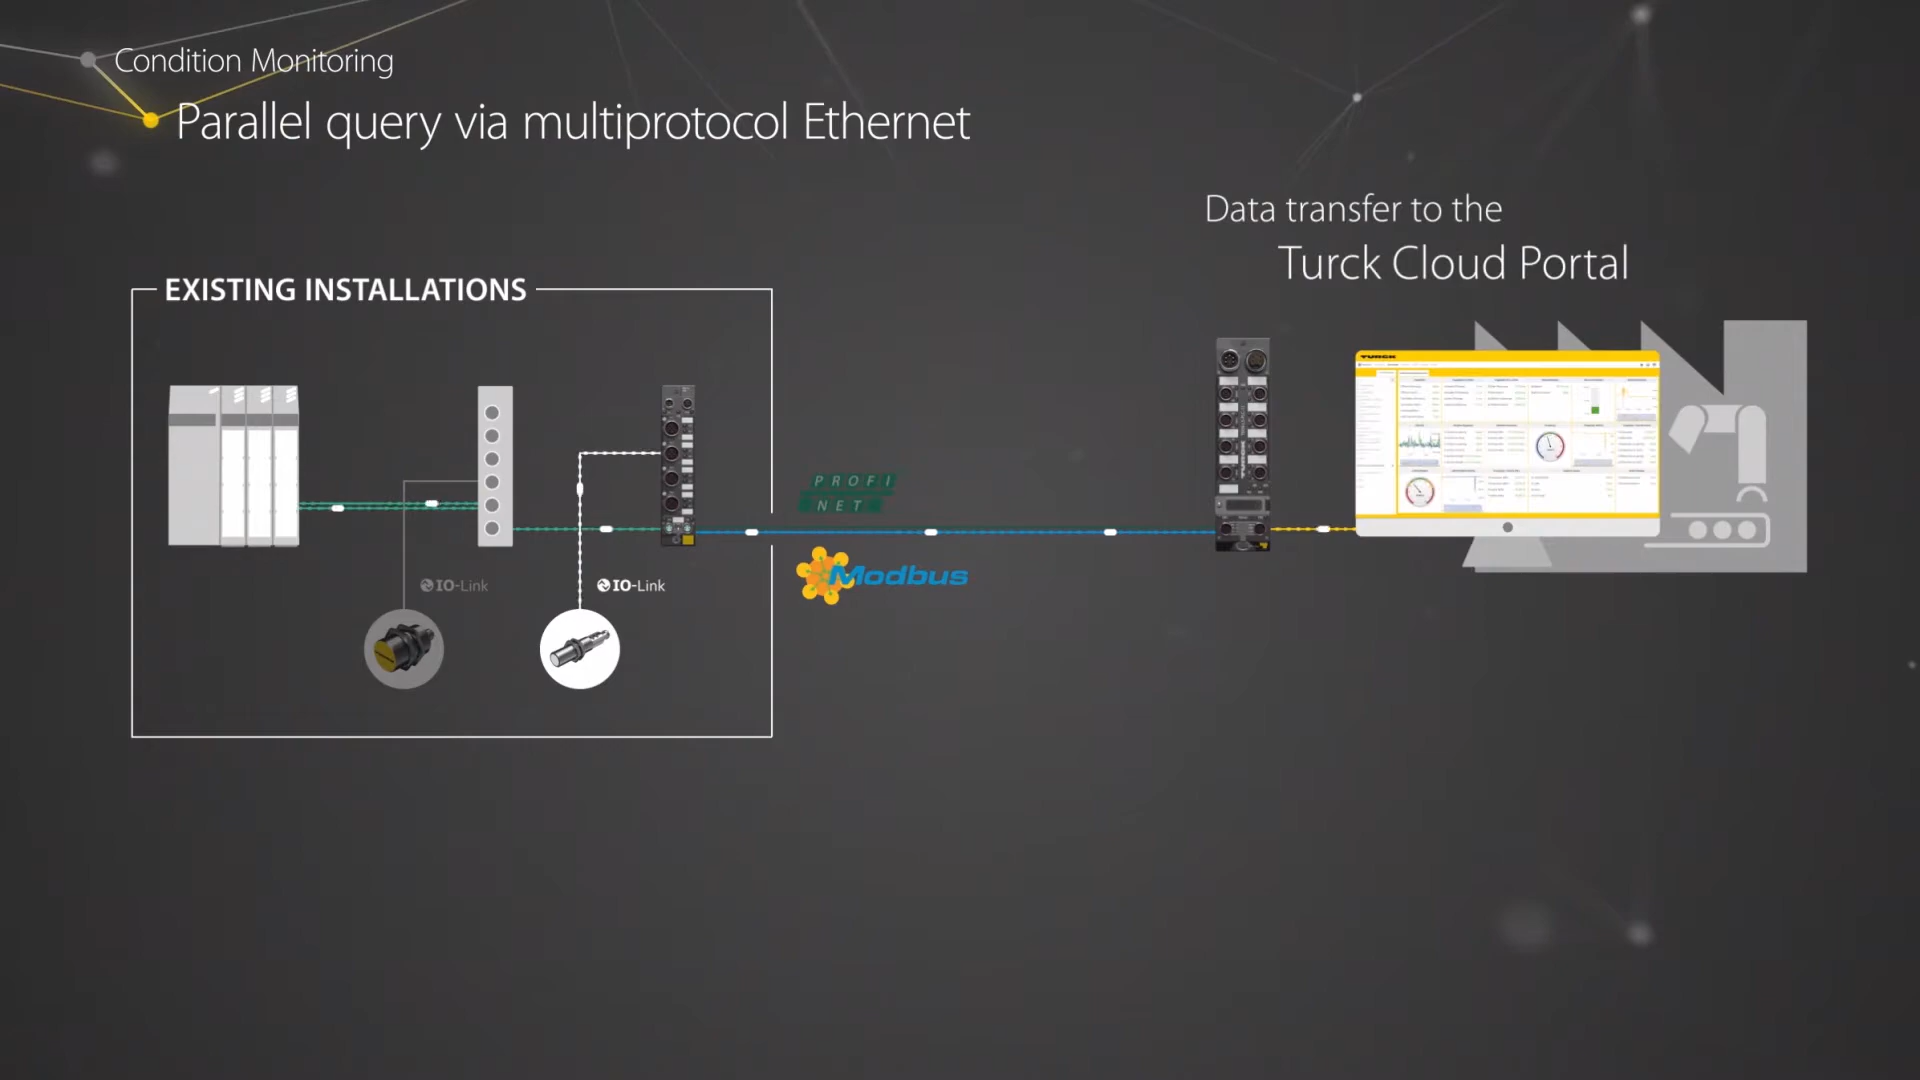 Condition Monitoring
Parallel query via multiprotocol Ethernet
Data transfer to the
Turck Cloud Portal
EXISTING INSTALLATIONS
TURCK
PROFI
NET
Modbus
IO-Link
IO-Link